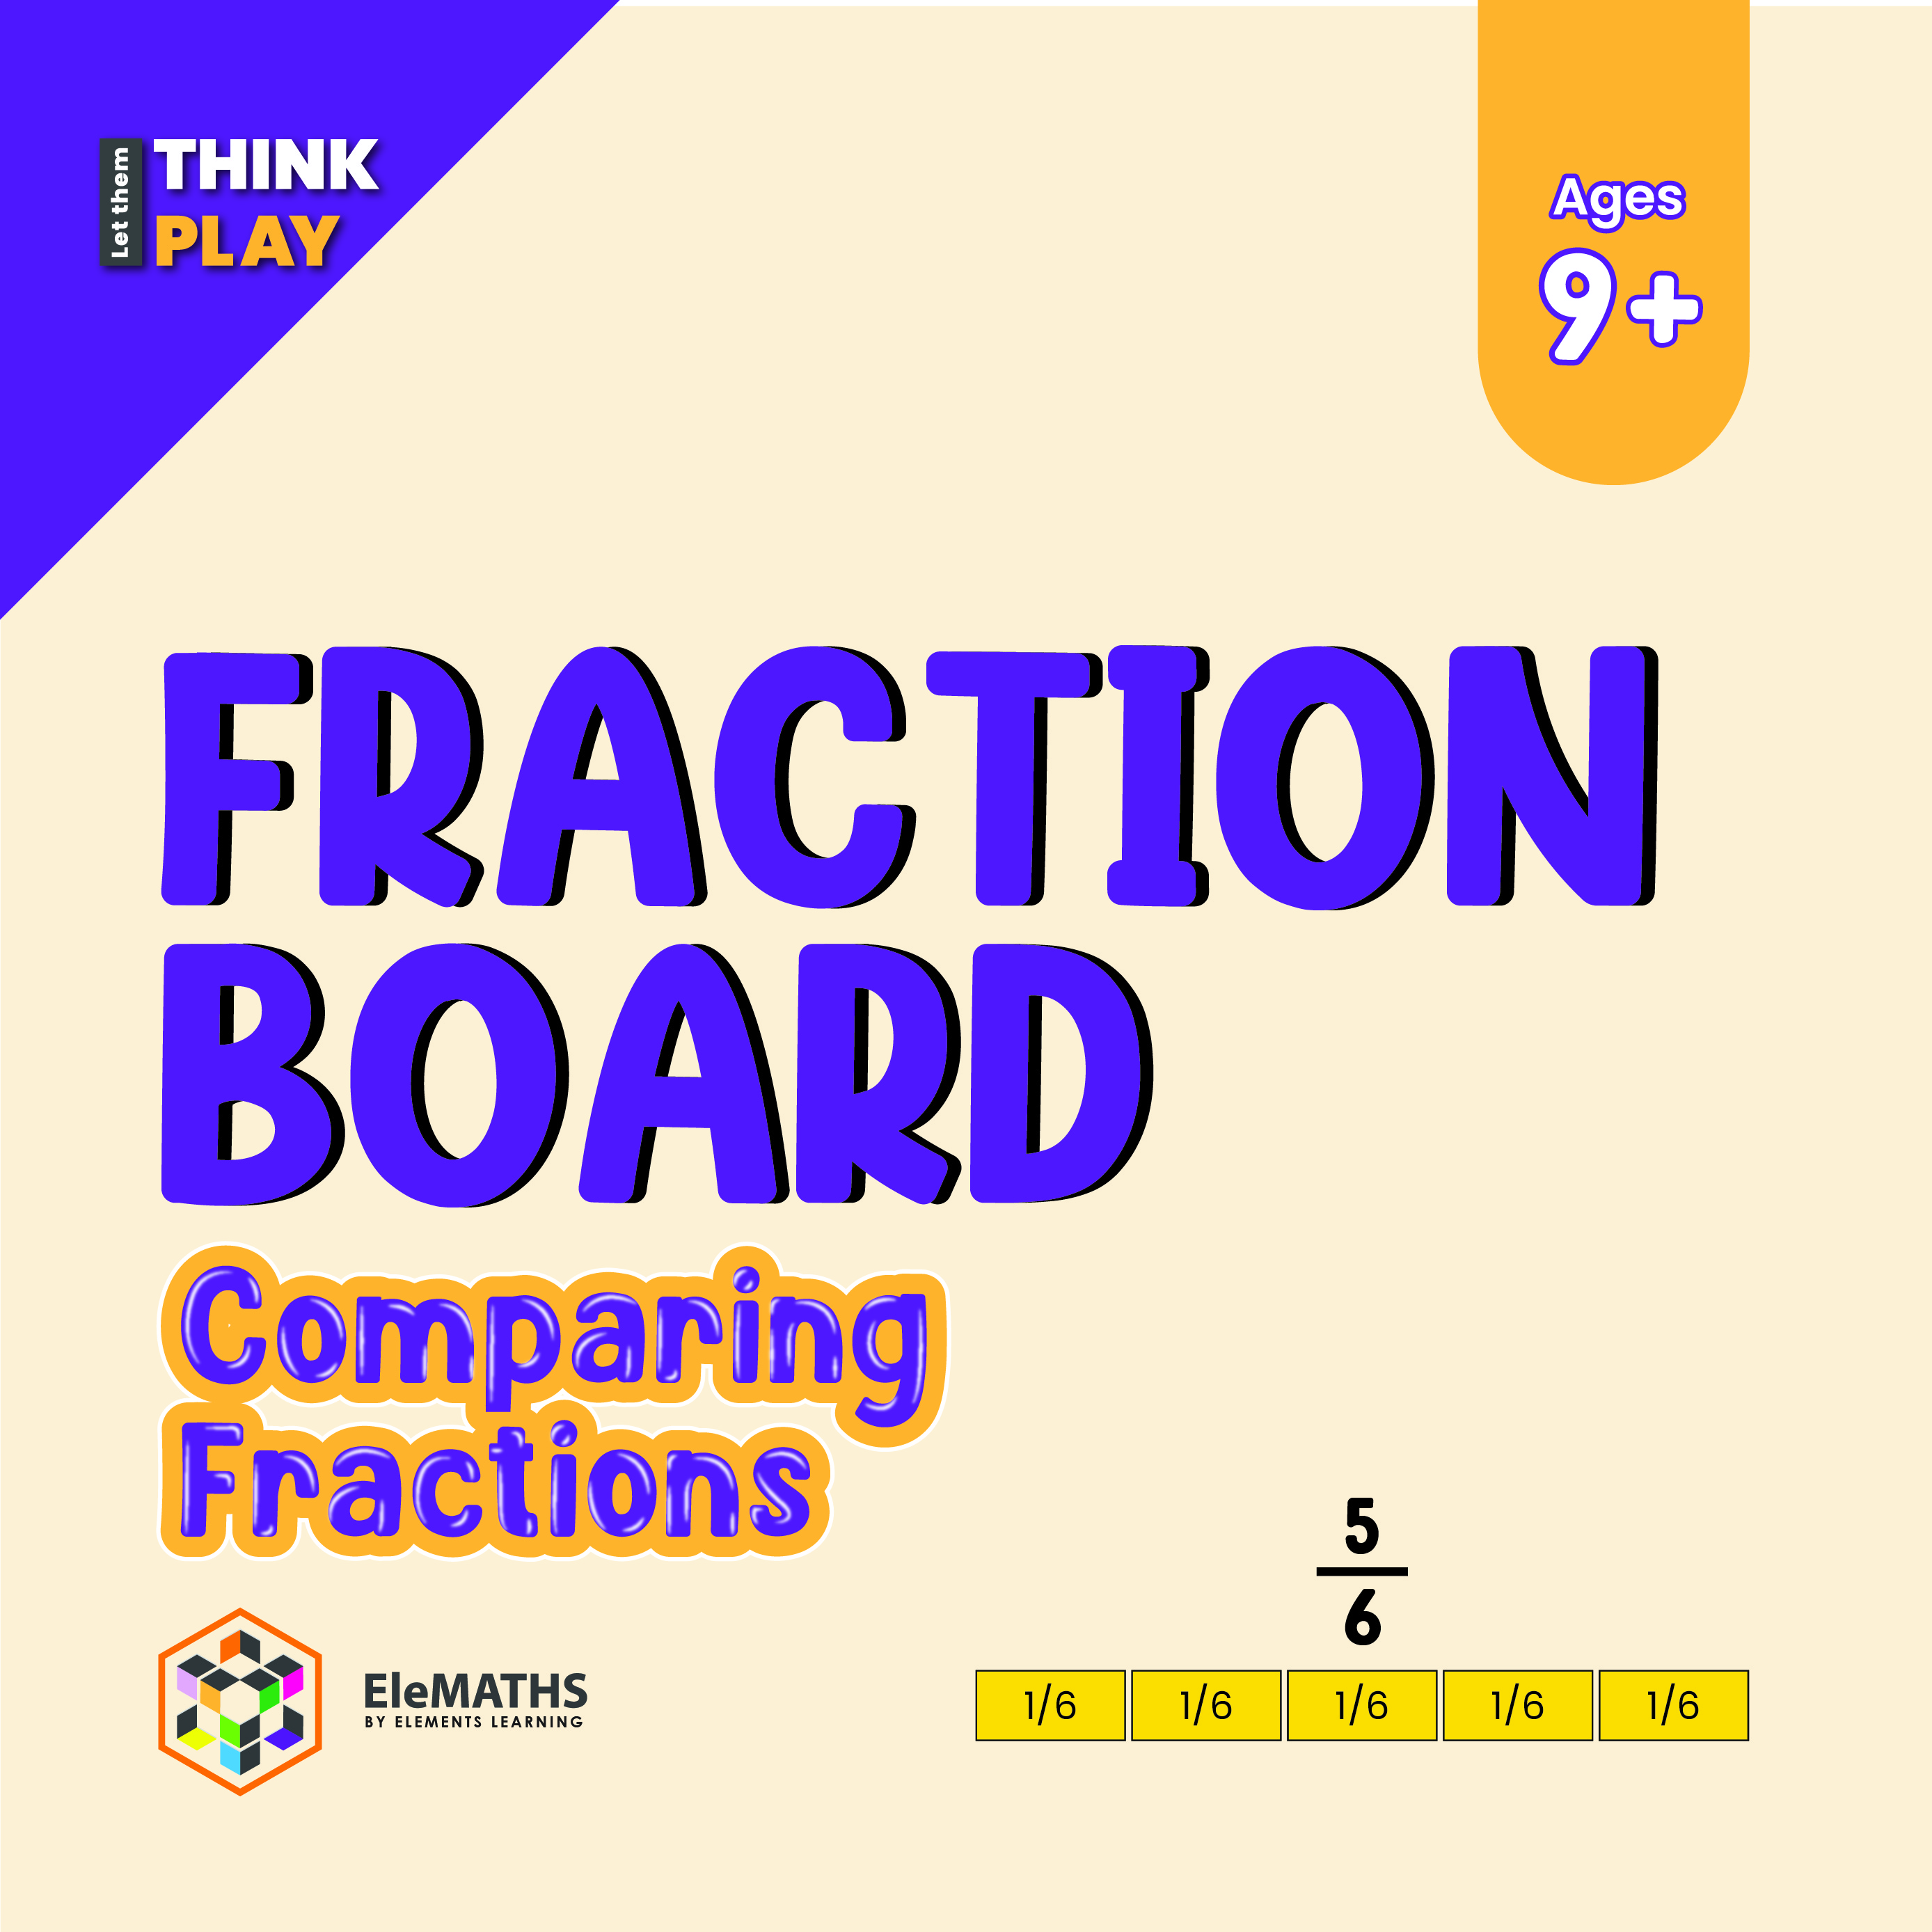 Let them
THINK
PLAY
Ages
9+
FRACTION
BOARD
Comparing
Fractions
5
6
1/6 1/6 1/6 1/6 1/6
EleMATHS
BY ELEMENTS LEARNING